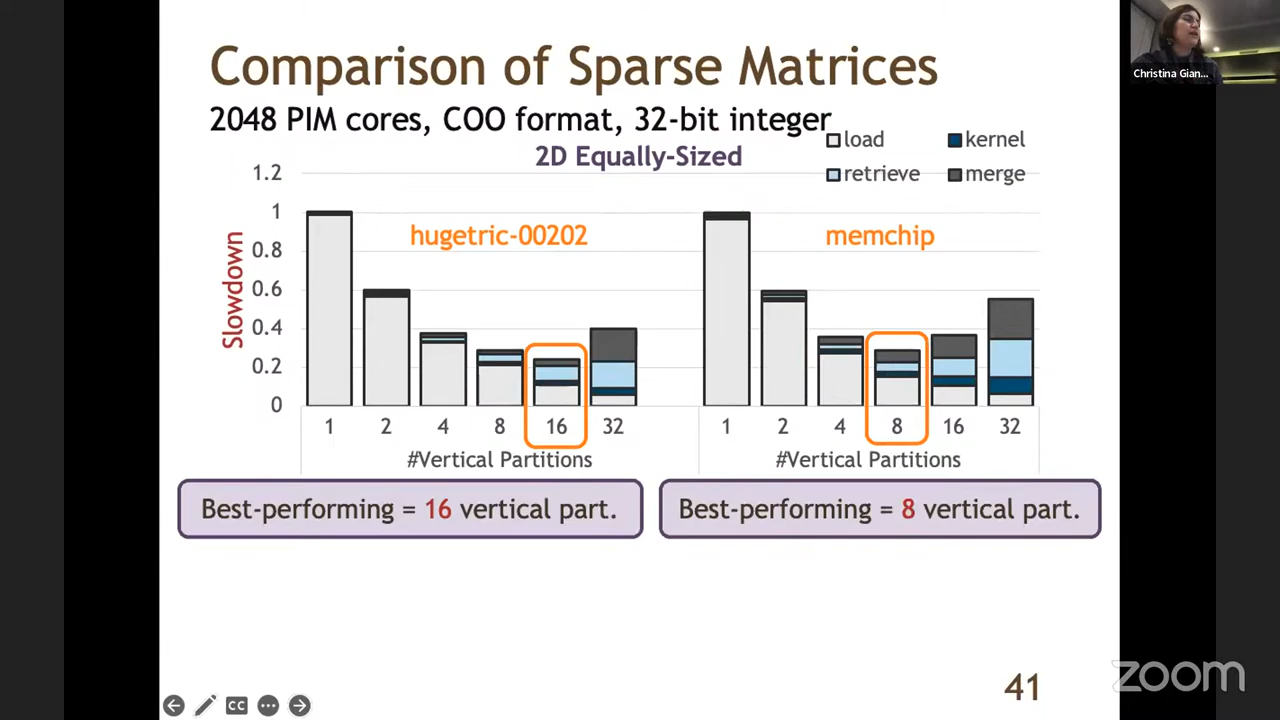 Comparison of Sparse Matrices
2048 PIM cores, COO format, 32-bit integer
2D Equally-Sized
load
kernel
retrieve
merge
Slowdown
1.2
1
0.8
0.6
0.4
0.2
0
hugetric-00202
1 2 4 8 16 32
#Vertical Partitions
memchip
1 2 4 8 16 32
#Vertical Partitions
Best-performing = 16 vertical part.
Best-performing = 8 vertical part.
41
CC
Christina Gian...
zoom